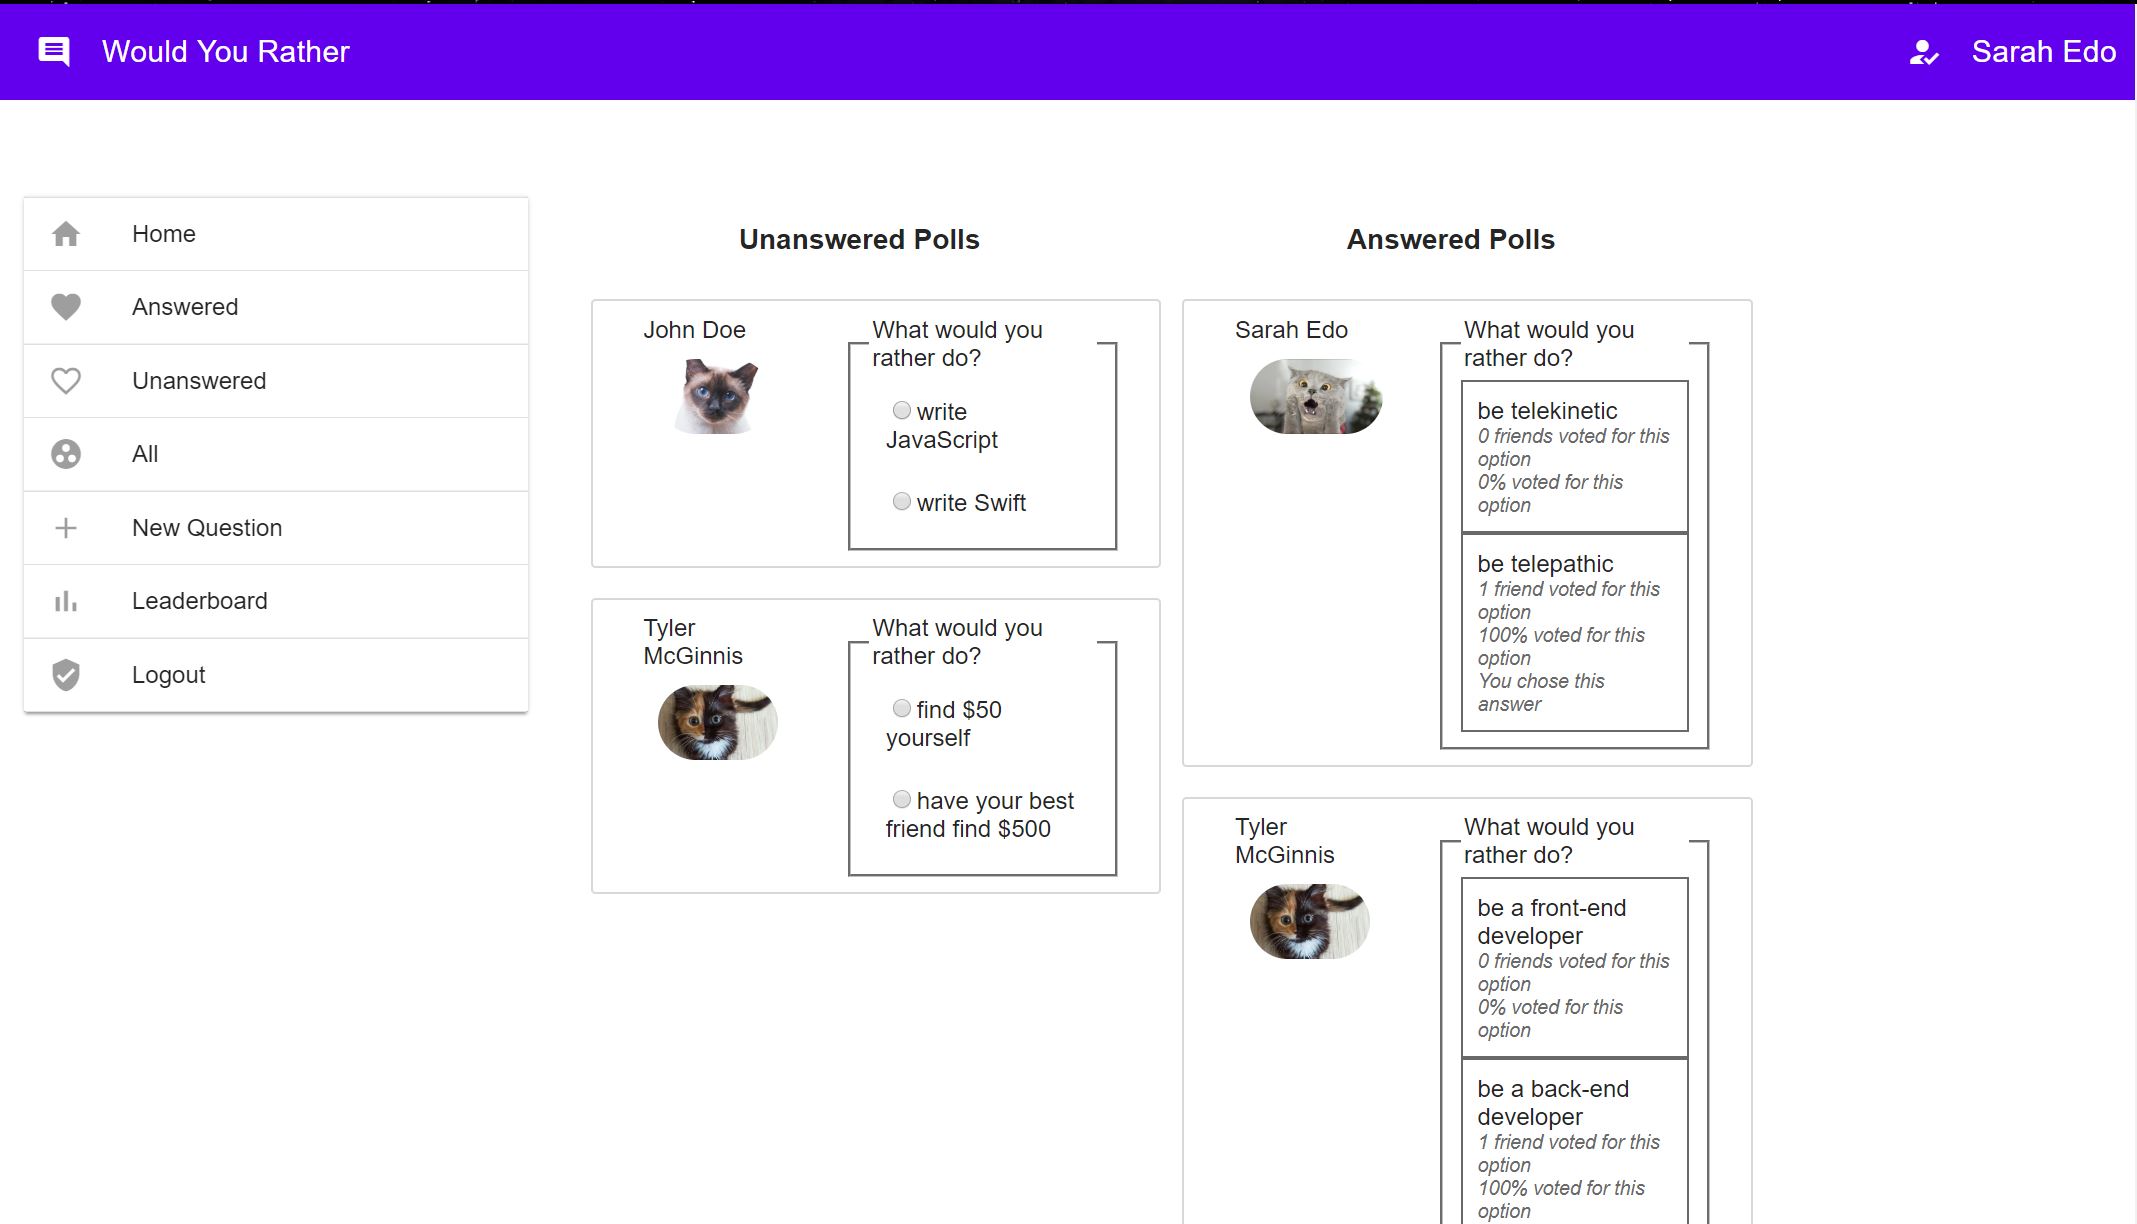 Would You Rather
Sarah Edo
Home
Answered
Unanswered
All
New Question
Leaderboard
Logout
Unanswered Polls
John Doe
What would you
rather do?
write
JavaScript
write Swift
Tyler
McGinnis
What would you
rather do?
find $50
yourself
have your best
friend find $500
Answered Polls
Sarah Edo
What would you
rather do?
be telekinetic
0 friends voted for this
option
0% voted for this
option
be telepathic
1 friend voted for this
option
100% voted for this
option
You chose this
answer
Tyler
McGinnis
What would you
rather do?
be a front-end
developer
0 friends voted for this
option
0% voted for this
option
be a back-end
developer
1 friend voted for this
option
100% voted for this
option